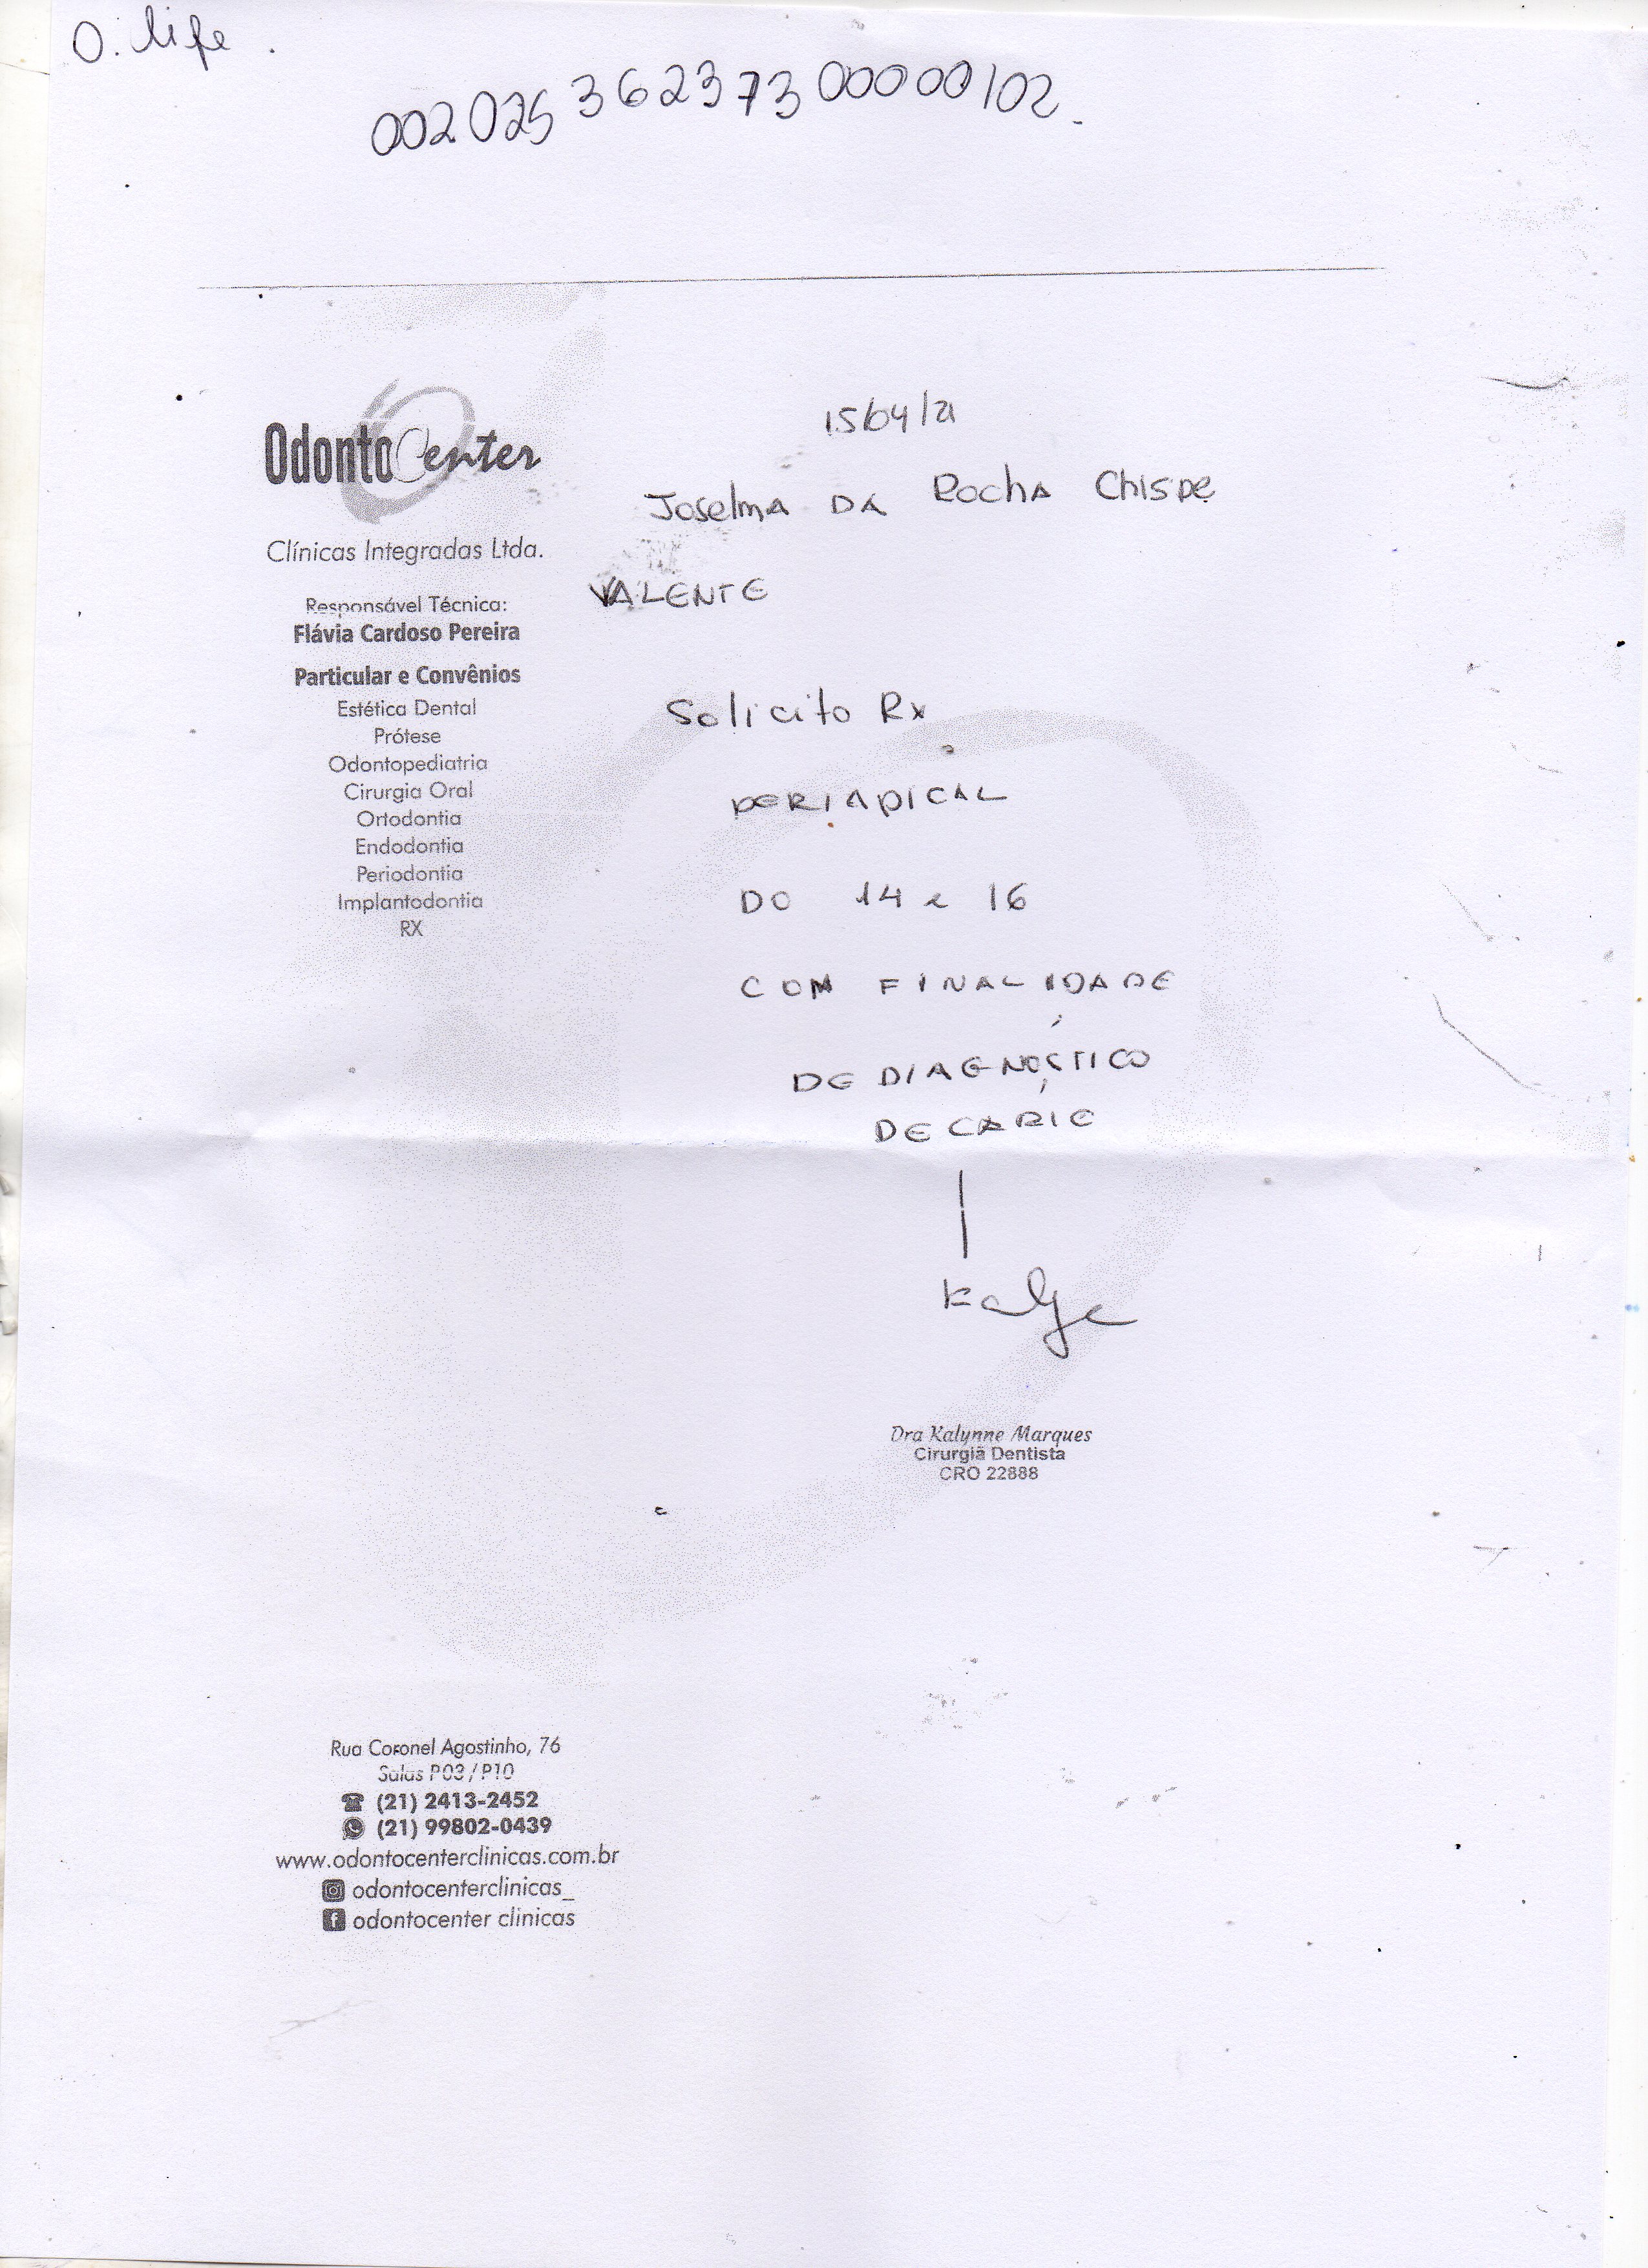 O. life.
00202536237300000102.
15/04/21
OdontoCenter
Joselma DA Rocha Chispe
Clínicas Integradas Ltda.
VALENTE
Responsável Técnica:
Flávia Cardoso Pereira
Particular e Convênios
Estética Dental
Prótese
Odontopediatria
Cirurgia Oral
Ortodontia
Endodontia
Periodontia
Implantodontia
RX
Solicito Rx
PERIAPICAL
DO 14 e 16
COM FINALIDADE
DE DIAGNÓSTICO
DE CÁRIE
Dra Kalynne Marques
Cirurgiã Dentista
CRO 22888
Rua Coronel Agostinho, 76
Salas P03 / P10
(21) 2413-2452
(21) 99802-0439
www.odontocenterclinicas.com.br
odontocenterclinicas_
odontocenter clinicas